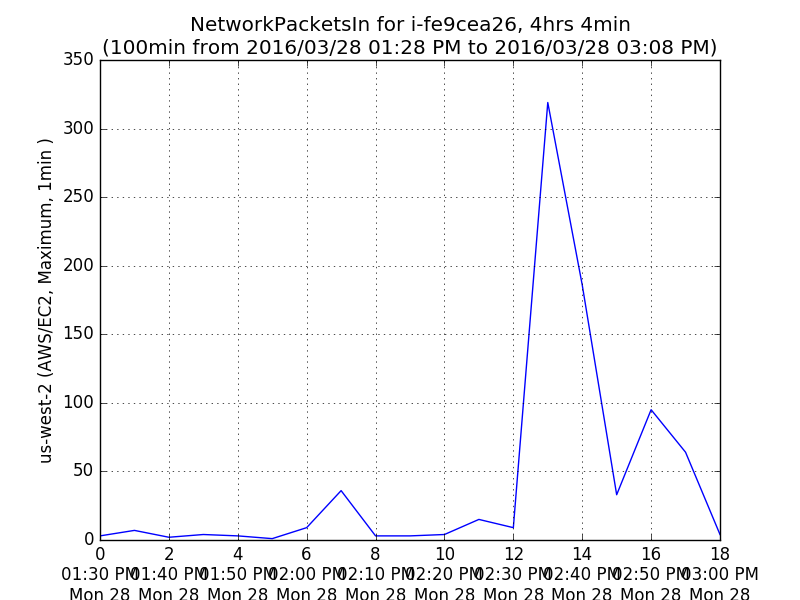 NetworkPacketsIn for i-fe9cea26, 4hrs 4min
(100min from 2016/03/28 01:28 PM to 2016/03/28 03:08 PM)
us-west-2 (AWS/EC2, Maximum, 1min )
350
300
250
200
150
100
50
0
0 2 4 6 8 10 12 14 16 18
01:30 PM 01:40 PM 01:50 PM 02:00 PM 02:10 PM 02:20 PM 02:30 PM 02:40 PM 02:50 PM 03:00 PM
Mon 28 Mon 28 Mon 28 Mon 28 Mon 28 Mon 28 Mon 28 Mon 28 Mon 28 Mon 28